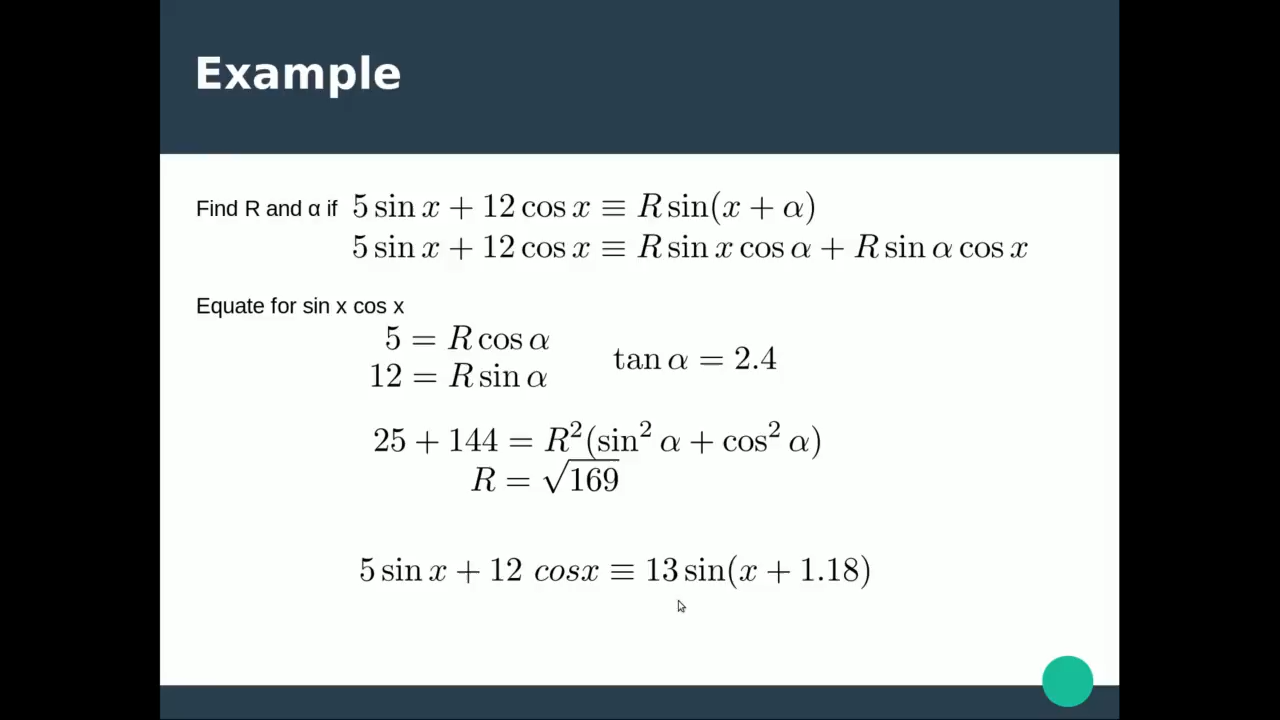 Example
Find R and α if 5 sin x + 12 cos x ≡ R sin(x + α)
5 sin x + 12 cos x ≡ R sin x cos α + R sin α cos x
Equate for sin x cos x
5 = R cos α
12 = R sin α
tan α = 2.4
25 + 144 = R²(sin² α + cos² α)
R = √169
5 sin x + 12 cosx ≡ 13 sin(x + 1.18)